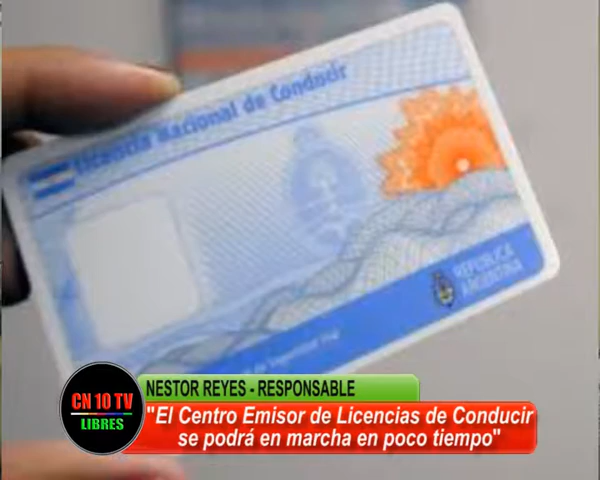 Licencia Nacional de Conducir
REPÚBLICA
ARGENTINA
CN 10 TV
LIBRES
NESTOR REYES - RESPONSABLE
"El Centro Emisor de Licencias de Conducir
se podrá en marcha en poco tiempo"